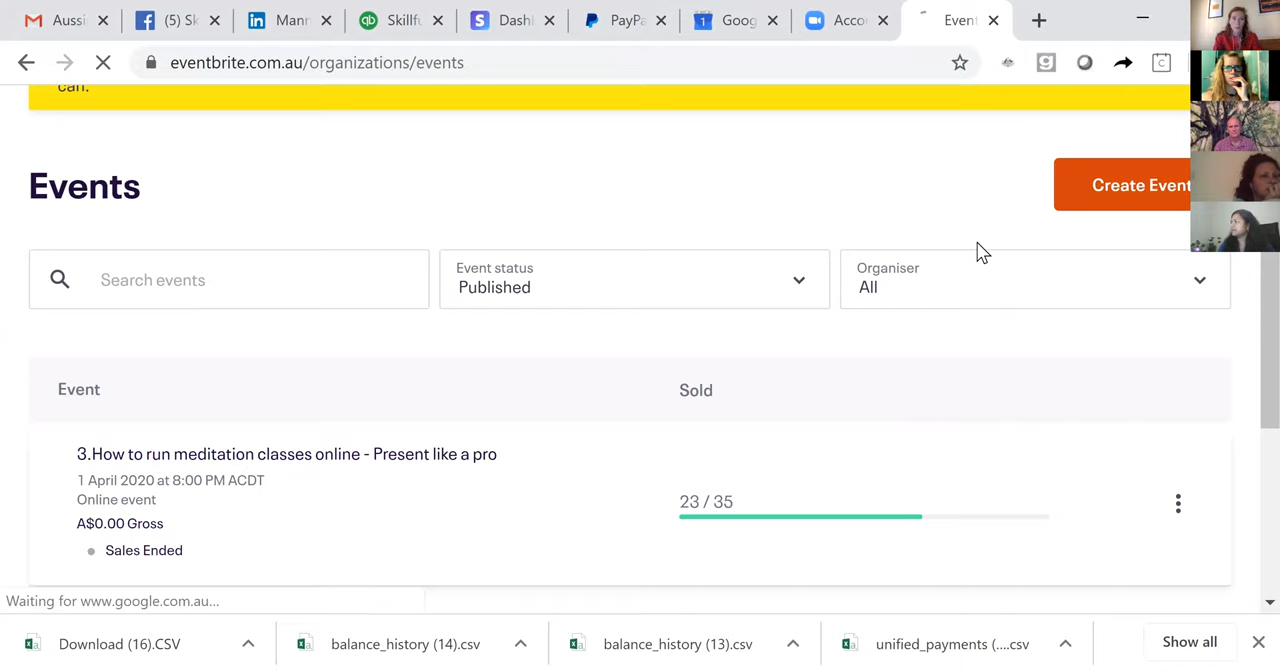 Aussi
(5) Sk
Mann
Skillfu
Dash
PayPa
Goog
Acco
Event
eventbrite.com.au/organizations/events
can.
Events
Create Event
Search events
Event status
Published
Organiser
All
Event
Sold
3.How to run meditation classes online - Present like a pro
1 April 2020 at 8:00 PM ACDT
Online event
A$0.00 Gross
Sales Ended
23 / 35
Waiting for www.google.com.au...
Download (16).CSV
balance_history (14).csv
balance_history (13).csv
unified_payments (....csv
Show all